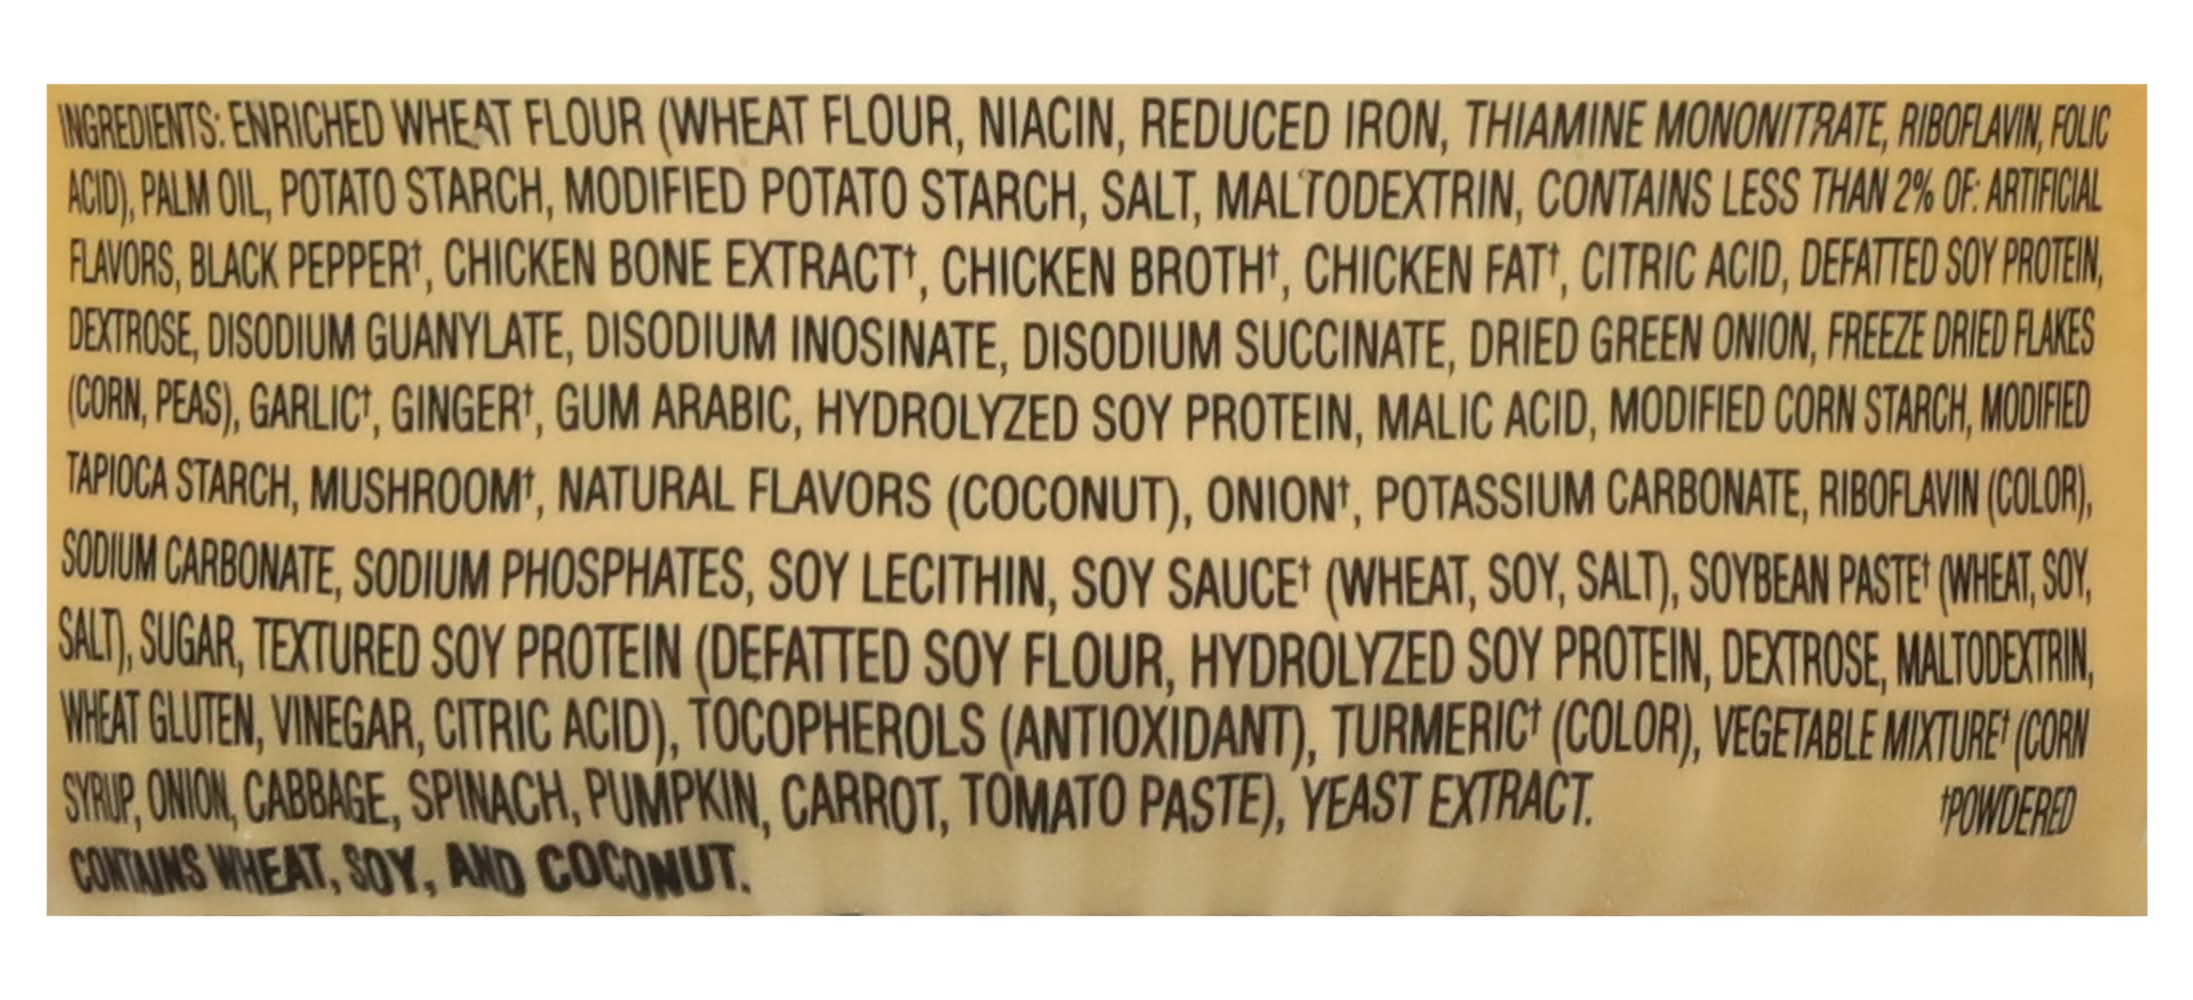 INGREDIENTS: ENRICHED WHEAT FLOUR (WHEAT FLOUR, NIACIN, REDUCED IRON, THIAMINE MONONITRATE, RIBOFLAVIN, FOLIC
ACID), PALM OIL, POTATO STARCH, MODIFIED POTATO STARCH, SALT, MALTODEXTRIN, CONTAINS LESS THAN 2% OF: ARTIFICIAL
FLAVORS, BLACK PEPPER†, CHICKEN BONE EXTRACT†, CHICKEN BROTH†, CHICKEN FAT†, CITRIC ACID, DEFATTED SOY PROTEIN,
DEXTROSE, DISODIUM GUANYLATE, DISODIUM INOSINATE, DISODIUM SUCCINATE, DRIED GREEN ONION, FREEZE DRIED FLAKES
(CORN, PEAS), GARLIC†, GINGER†, GUM ARABIC, HYDROLYZED SOY PROTEIN, MALIC ACID, MODIFIED CORN STARCH, MODIFIED
TAPIOCA STARCH, MUSHROOM†, NATURAL FLAVORS (COCONUT), ONION†, POTASSIUM CARBONATE, RIBOFLAVIN (COLOR),
SODIUM CARBONATE, SODIUM PHOSPHATES, SOY LECITHIN, SOY SAUCE† (WHEAT, SOY, SALT), SOYBEAN PASTE† (WHEAT, SOY,
SALT), SUGAR, TEXTURED SOY PROTEIN (DEFATTED SOY FLOUR, HYDROLYZED SOY PROTEIN, DEXTROSE, MALTODEXTRIN,
WHEAT GLUTEN, VINEGAR, CITRIC ACID), TOCOPHEROLS (ANTIOXIDANT), TURMERIC† (COLOR), VEGETABLE MIXTURE† (CORN
SYRUP, ONION, CABBAGE, SPINACH, PUMPKIN, CARROT, TOMATO PASTE), YEAST EXTRACT. †POWDERED
CONTAINS WHEAT, SOY, AND COCONUT.